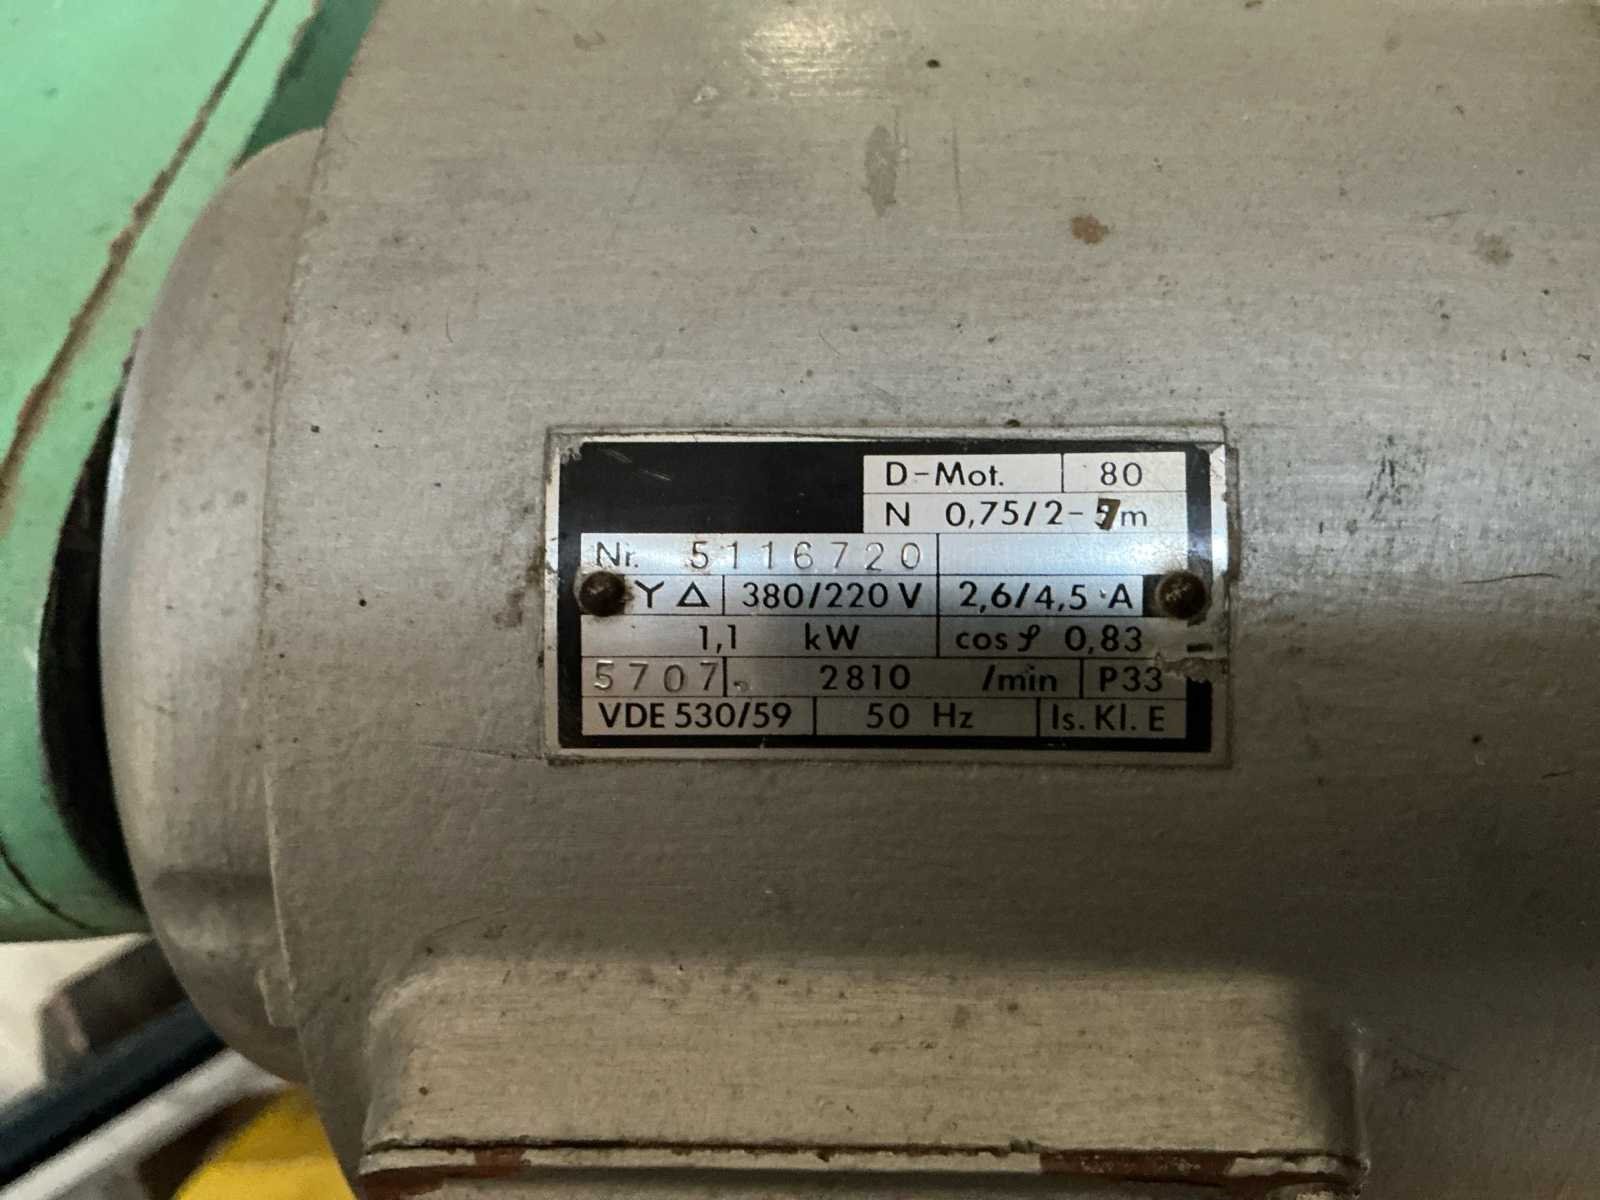 D-Mot. 80
N 0,75/2-7m
Nr. 5116720
Y Δ 380/220 V 2,6/4,5 A
1,1 kW cos φ 0,83
5707 2810 /min P33
VDE 530/59 50 Hz Is. Kl. E